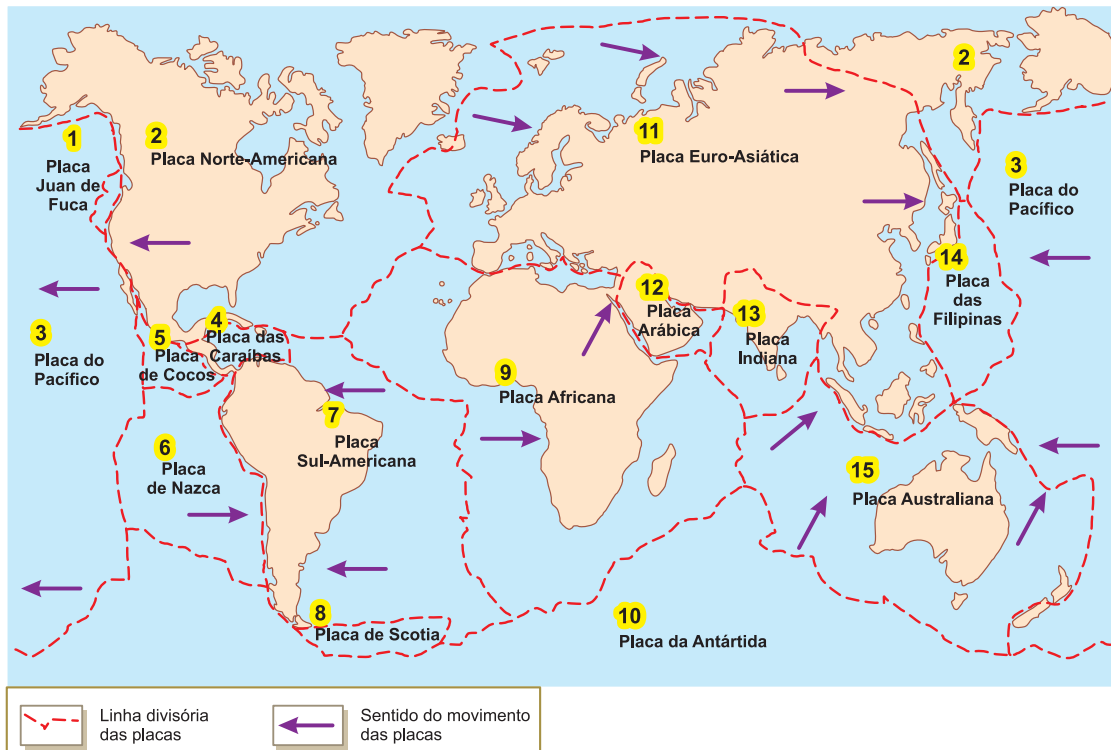 1
Placa
Juan de
Fuca
2
Placa Norte-Americana
11
Placa Euro-Asiática
2
3
Placa do
Pacífico
14
Placa
das
Filipinas
12
Placa
Arábica
13
Placa
Indiana
4
Placa das
Caraíbas
5
Placa
de Cocos
3
Placa do
Pacífico
9
Placa Africana
7
Placa
Sul-Americana
6
Placa
de Nazca
15
Placa Australiana
8
Placa de Scotia
10
Placa da Antártida
Linha divisória
das placas
Sentido do movimento
das placas